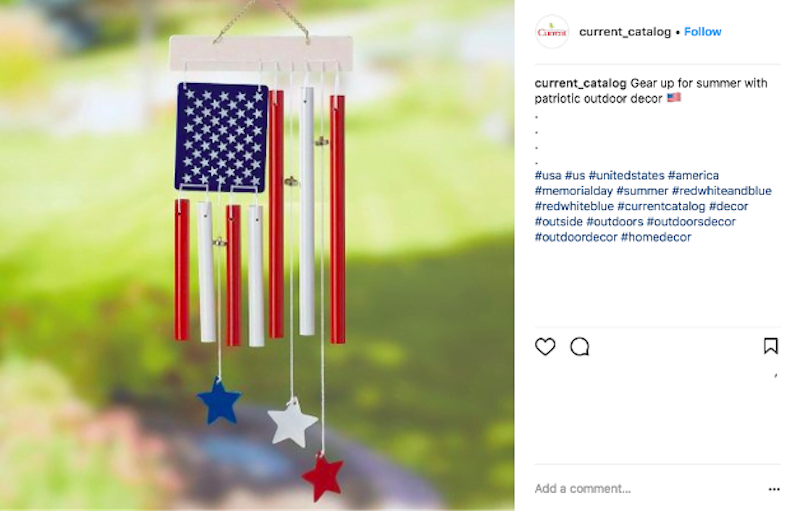 Current
current_catalog • Follow
current_catalog Gear up for summer with
patriotic outdoor decor 🇺🇸
.
.
.
.
#usa #us #unitedstates #america
#memorialday #summer #redwhiteandblue
#redwhiteblue #currentcatalog #decor
#outside #outdoors #outdoorsdecor
#outdoordecor #homedecor
Add a comment...